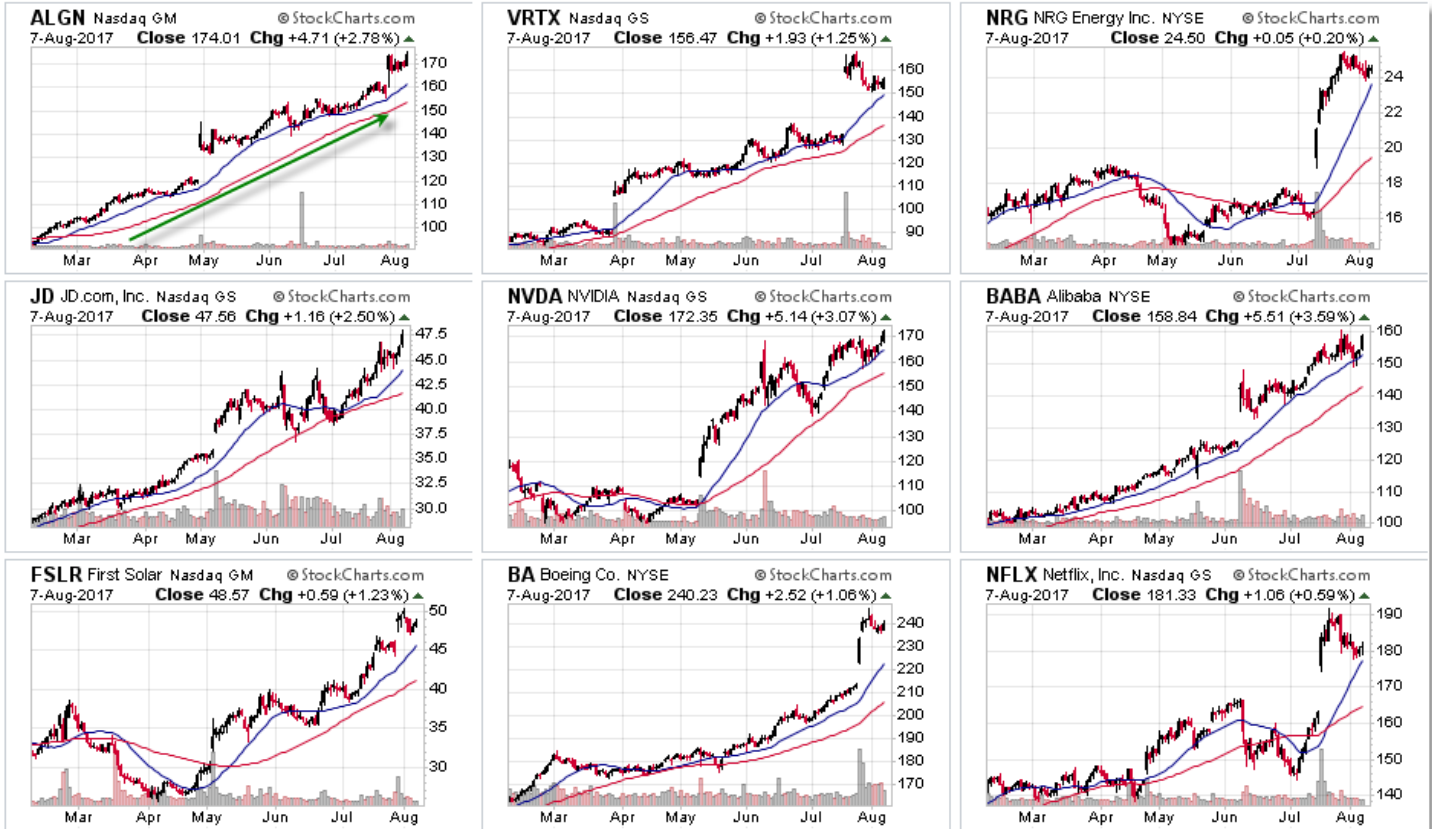 ALGN Nasdaq GM © StockCharts.com
7-Aug-2017 Close 174.01 Chg +4.71 (+2.78%)
170
160
150
140
130
120
110
100
Mar Apr May Jun Jul Aug
VRTX Nasdaq GS © StockCharts.com
7-Aug-2017 Close 156.47 Chg +1.93 (+1.25%)
160
150
140
130
120
110
100
90
Mar Apr May Jun Jul Aug
NRG NRG Energy Inc. NYSE © StockCharts.com
7-Aug-2017 Close 24.50 Chg +0.05 (+0.20%)
24
22
20
18
16
Mar Apr May Jun Jul Aug
JD JD.com, Inc. Nasdaq GS © StockCharts.com
7-Aug-2017 Close 47.56 Chg +1.16 (+2.50%)
47.5
45.0
42.5
40.0
37.5
35.0
32.5
30.0
Mar Apr May Jun Jul Aug
NVDA NVIDIA Nasdaq GS © StockCharts.com
7-Aug-2017 Close 172.35 Chg +5.14 (+3.07%)
170
160
150
140
130
120
110
100
Mar Apr May Jun Jul Aug
BABA Alibaba NYSE © StockCharts.com
7-Aug-2017 Close 158.84 Chg +5.51 (+3.59%)
160
150
140
130
120
110
100
Mar Apr May Jun Jul Aug
FSLR First Solar Nasdaq GM © StockCharts.com
7-Aug-2017 Close 48.57 Chg +0.59 (+1.23%)
50
45
40
35
30
Mar Apr May Jun Jul Aug
BA Boeing Co. NYSE © StockCharts.com
7-Aug-2017 Close 240.23 Chg +2.52 (+1.06%)
240
230
220
210
200
190
180
170
Mar Apr May Jun Jul Aug
NFLX Netflix, Inc. Nasdaq GS © StockCharts.com
7-Aug-2017 Close 181.33 Chg +1.06 (+0.59%)
190
180
170
160
150
140
Mar Apr May Jun Jul Aug